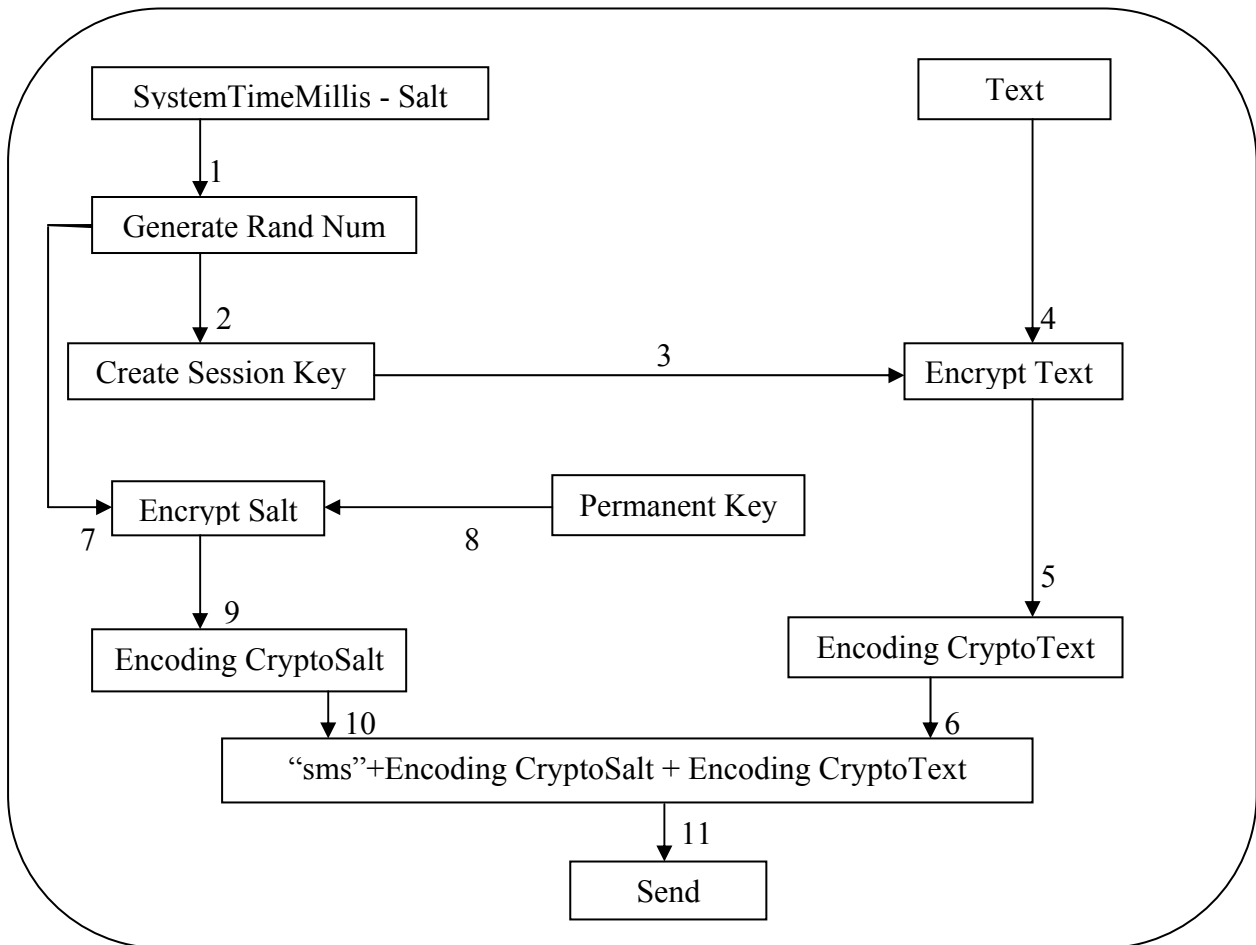 SystemTimeMillis - Salt
Text
1
Generate Rand Num
2
4
3
Create Session Key
Encrypt Text
Encrypt Salt
Permanent Key
7
8
5
9
Encoding CryptoSalt
Encoding CryptoText
10
6
“sms”+Encoding CryptoSalt + Encoding CryptoText
11
Send